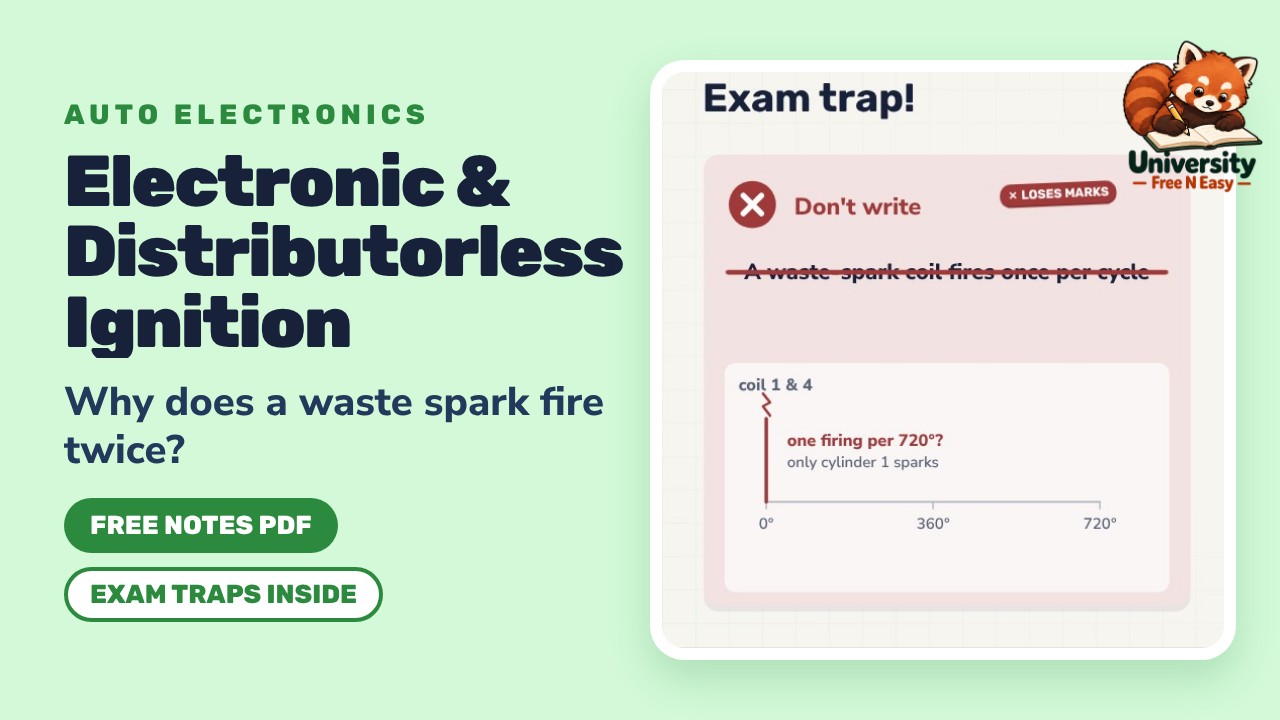 AUTO ELECTRONICS
Electronic &
Distributorless
Ignition
Why does a waste spark fire
twice?
FREE NOTES PDF
EXAM TRAPS INSIDE
Exam trap!
Don't write
× LOSES MARKS
A waste-spark coil fires once per cycle
coil 1 & 4
one firing per 720°?
only cylinder 1 sparks
0° 360° 720°
University
Free N Easy